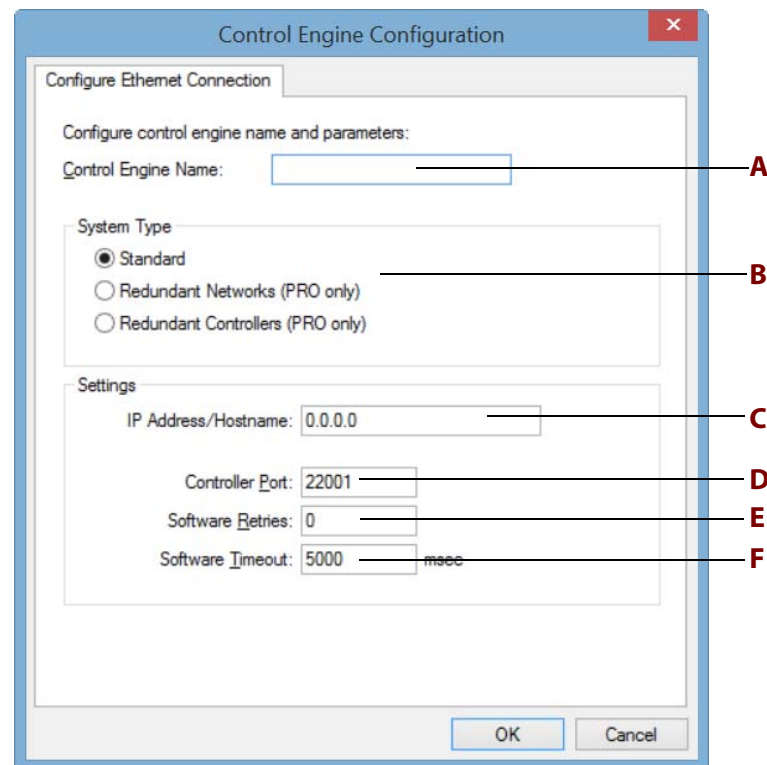 Control Engine Configuration
Configure Ethernet Connection
Configure control engine name and parameters:
Control Engine Name: A
System Type
Standard
B
Redundant Networks (PRO only)
Redundant Controllers (PRO only)
Settings
IP Address/Hostname: 0.0.0.0 C
Controller Port: 22001 D
Software Retries: 0 E
Software Timeout: 5000 msec F
OK Cancel